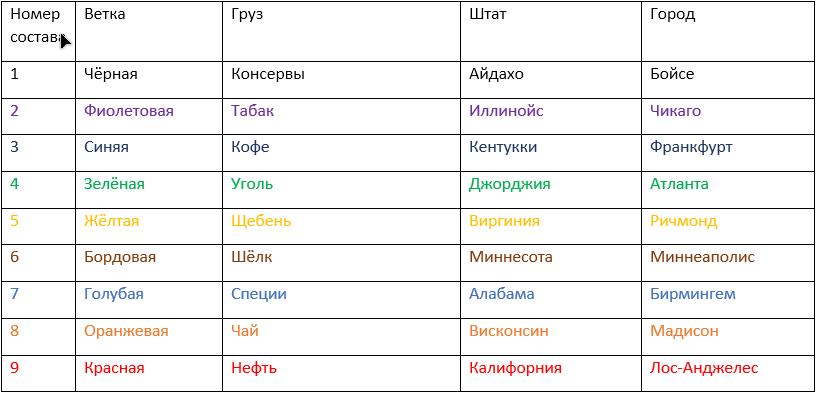 Номер состава Ветка Груз Штат Город
1 Чёрная Консервы Айдахо Бойсе
2 Фиолетовая Табак Иллинойс Чикаго
3 Синяя Кофе Кентукки Франкфурт
4 Зелёная Уголь Джорджия Атланта
5 Жёлтая Щебень Виргиния Ричмонд
6 Бордовая Шёлк Миннесота Миннеаполис
7 Голубая Специи Алабама Бирмингем
8 Оранжевая Чай Висконсин Мадисон
9 Красная Нефть Калифорния Лос-Анджелес